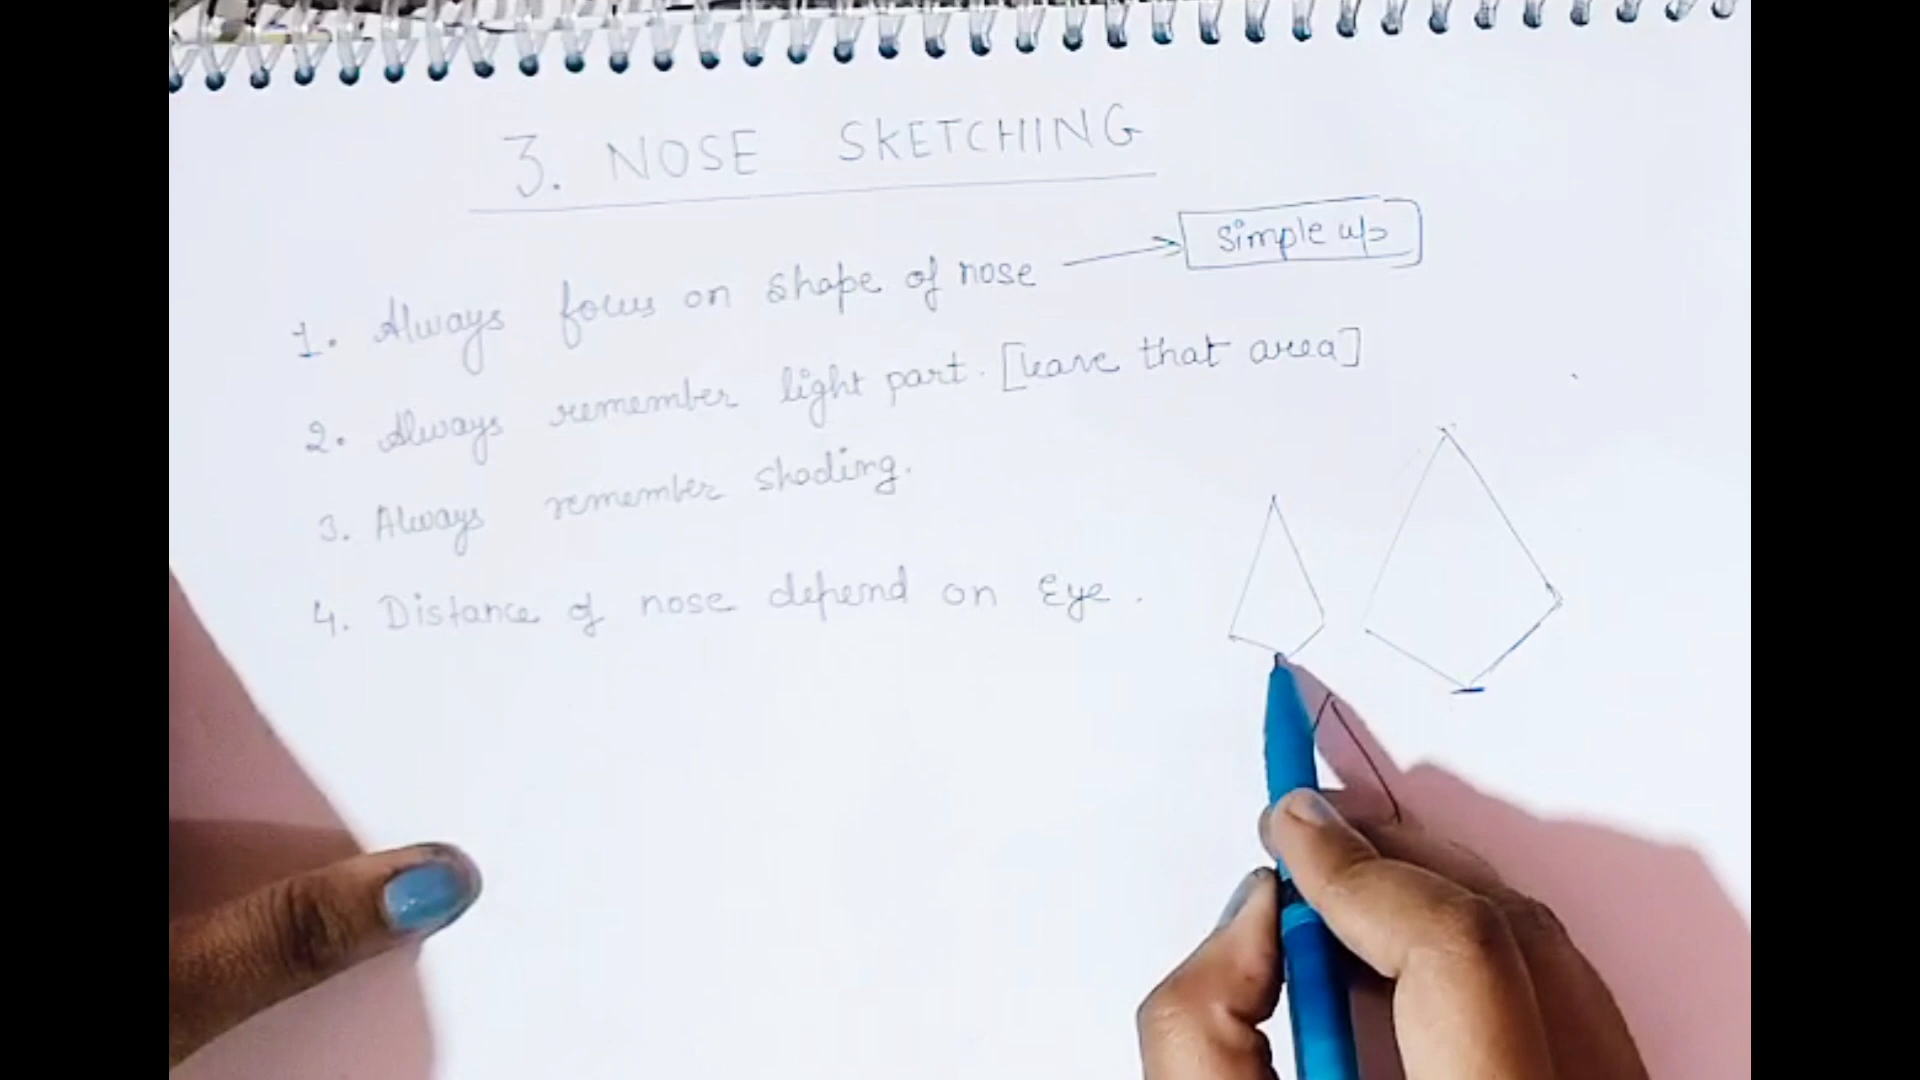 3. NOSE SKETCHING
1. Always focus on shape of nose → simple up
2. Always remember light part. [leave that area]
3. Always remember shading.
4. Distance of nose depend on Eye.